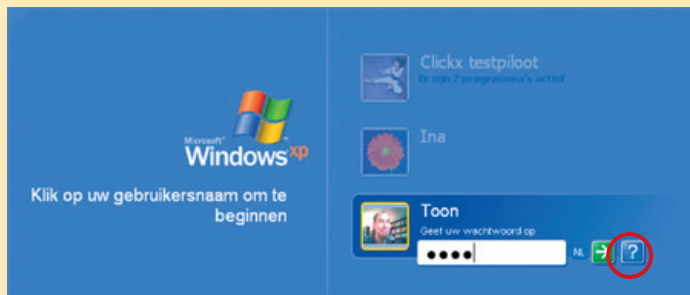 Microsoft®
Windows xp
Klik op uw gebruikersnaam om te
beginnen
Clickx testpiloot
Er zijn 2 programma's actief
Ina
Toon
Geef uw wachtwoord op
NL
?